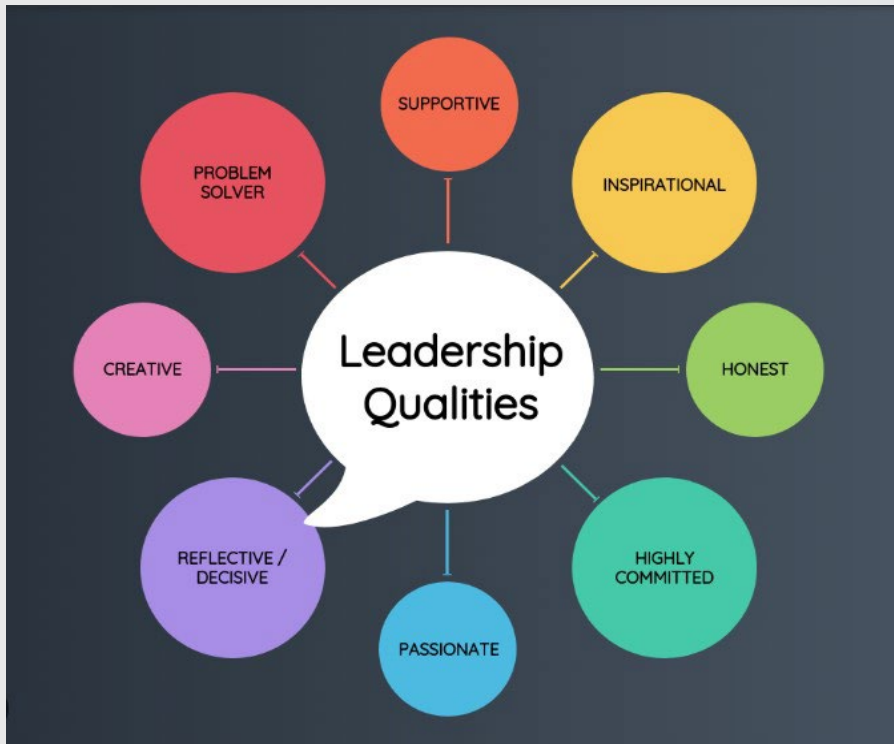 SUPPORTIVE
PROBLEM
SOLVER
INSPIRATIONAL
Leadership
Qualities
CREATIVE
HONEST
REFLECTIVE /
DECISIVE
HIGHLY
COMMITTED
PASSIONATE